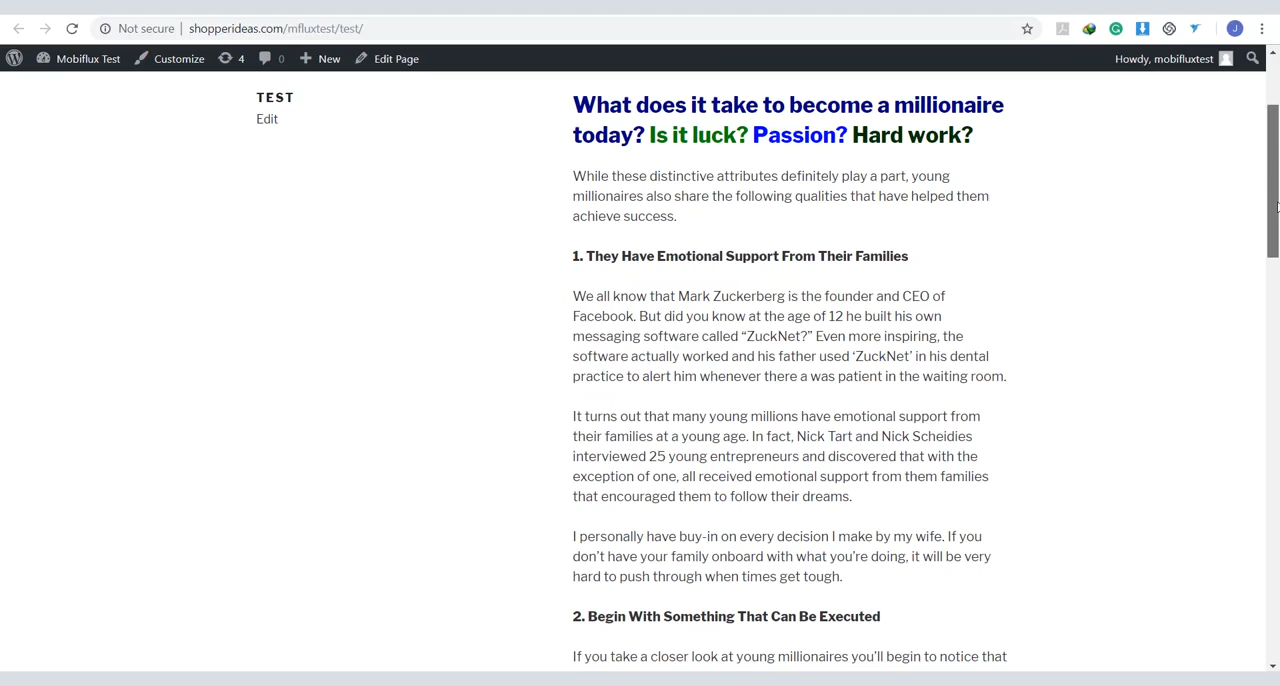 Not secure | shopperideas.com/mfluxtest/test/
J
Mobiflux Test Customize 4 0 New Edit Page Howdy, mobifluxtest
TEST
Edit
What does it take to become a millionaire
today? Is it luck? Passion? Hard work?
While these distinctive attributes definitely play a part, young
millionaires also share the following qualities that have helped them
achieve success.
1. They Have Emotional Support From Their Families
We all know that Mark Zuckerberg is the founder and CEO of
Facebook. But did you know at the age of 12 he built his own
messaging software called “ZuckNet?” Even more inspiring, the
software actually worked and his father used ‘ZuckNet’ in his dental
practice to alert him whenever there a was patient in the waiting room.
It turns out that many young millions have emotional support from
their families at a young age. In fact, Nick Tart and Nick Scheidies
interviewed 25 young entrepreneurs and discovered that with the
exception of one, all received emotional support from them families
that encouraged them to follow their dreams.
I personally have buy-in on every decision I make by my wife. If you
don’t have your family onboard with what you’re doing, it will be very
hard to push through when times get tough.
2. Begin With Something That Can Be Executed
If you take a closer look at young millionaires you’ll begin to notice that